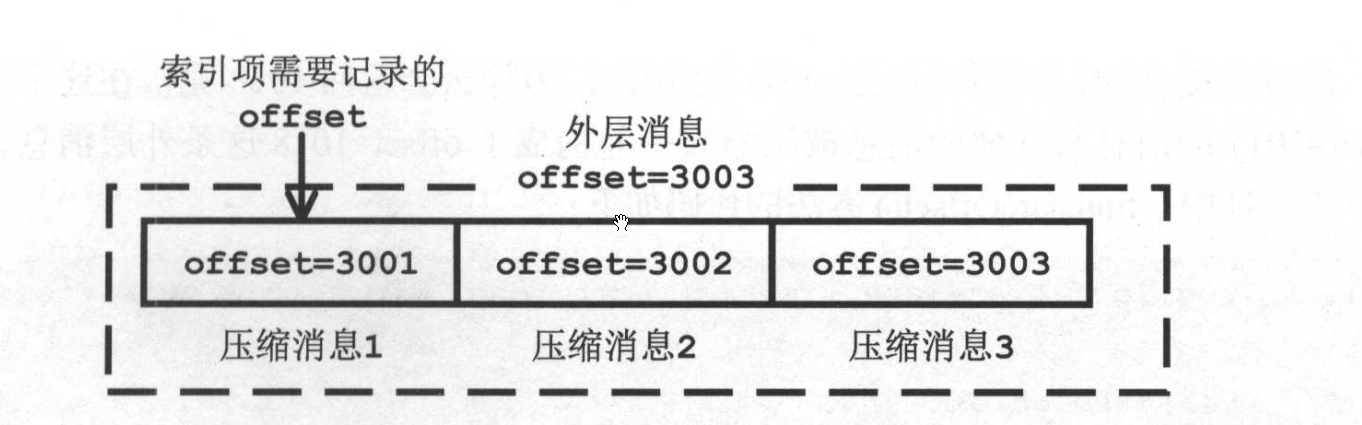 索引项需要记录的
offset
外层消息
offset=3003
offset=3001 offset=3002 offset=3003
压缩消息1 压缩消息2 压缩消息3